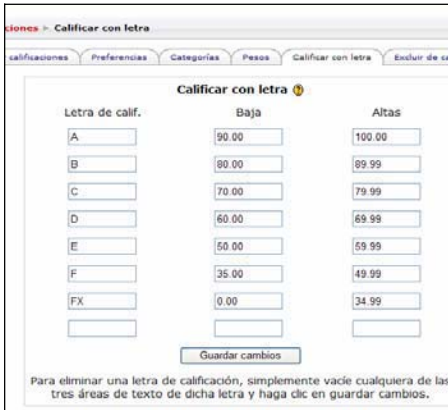 ciones ► Calificar con letra
calificaciones Preferencias Categorías Pesos Calificar con letra Excluir de ca
Calificar con letra ?
Letra de calif. Baja Altas
A 90.00 100.00
B 80.00 89.99
C 70.00 79.99
D 60.00 69.99
E 50.00 59.99
F 35.00 49.99
FX 0.00 34.99
Guardar cambios
Para eliminar una letra de calificación, simplemente vacíe cualquiera de las
tres áreas de texto de dicha letra y haga clic en guardar cambios.